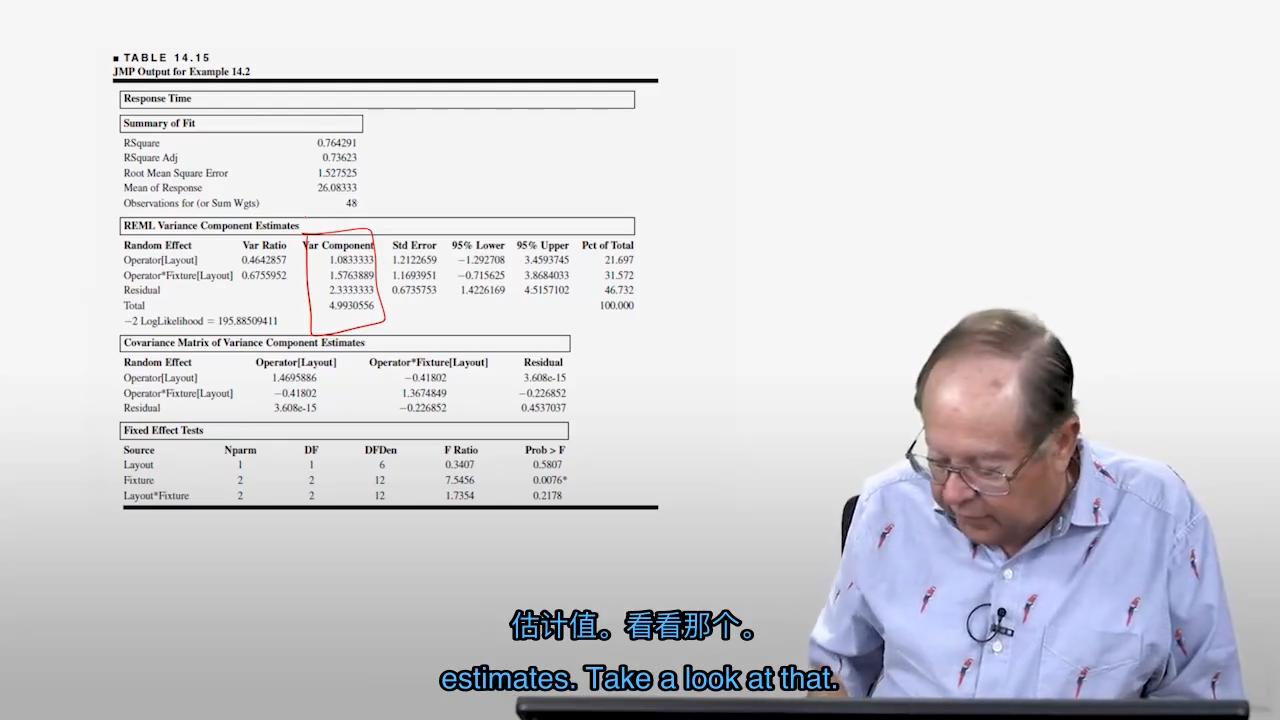 ■ TABLE 14.15
JMP Output for Example 14.2
Response Time
Summary of Fit
RSquare 0.764291
RSquare Adj 0.73623
Root Mean Square Error 1.527525
Mean of Response 26.08333
Observations for (or Sum Wgts) 48
REML Variance Component Estimates
Random Effect Var Ratio Var Component Std Error 95% Lower 95% Upper Pct of Total
Operator[Layout] 0.4642857 1.0833333 1.2122659 −1.292708 3.4593745 21.697
Operator*Fixture[Layout] 0.6755952 1.5763889 1.1693951 −0.715625 3.8684033 31.572
Residual 2.3333333 0.6735753 1.4226169 4.5157102 46.732
Total 4.9930556 100.000
−2 LogLikelihood = 195.88509411
Covariance Matrix of Variance Component Estimates
Random Effect Operator[Layout] Operator*Fixture[Layout] Residual
Operator[Layout] 1.4695886 −0.41802 3.608e-15
Operator*Fixture[Layout] −0.41802 1.3674849 −0.226852
Residual 3.608e-15 −0.226852 0.4537037
Fixed Effect Tests
Source Nparm DF DFDen F Ratio Prob > F
Layout 1 1 6 0.3407 0.5807
Fixture 2 2 12 7.5456 0.0076*
Layout*Fixture 2 2 12 1.7354 0.2178
估计值。看看那个。
estimates. Take a look at that.